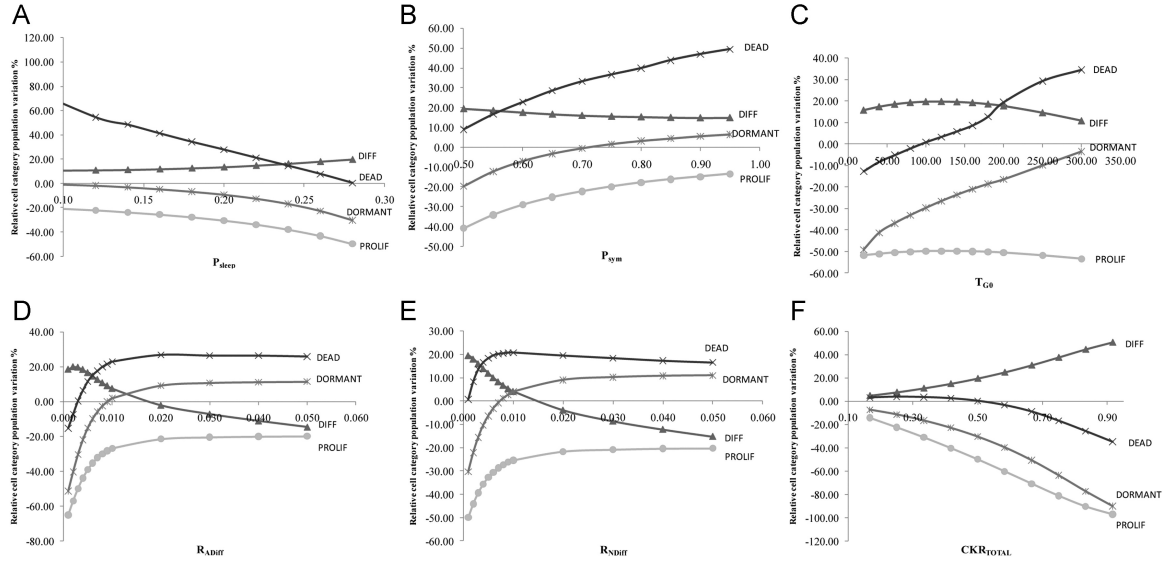 A
Relative cell category population variation %
120.00
100.00
80.00
60.00
40.00
20.00
0.00
-20.00
-40.00
-60.00
0.10 0.15 0.20 0.25 0.30
DIFF
DEAD
DORMANT
PROLIF
Psleep
B
Rellative cell category population variation %
60.00
50.00
40.00
30.00
20.00
10.00
0.00
-10.00
-20.00
-30.00
-40.00
-50.00
0.50 0.60 0.70 0.80 0.90 1.00
DEAD
DIFF
DORMANT
PROLIF
Psym
C
Relative cell category population variation %
40.00
30.00
20.00
10.00
0.00
-10.00
-20.00
-30.00
-40.00
-50.00
-60.00
0.00 50.00 100.00 150.00 200.00 250.00 300.00 350.00
DEAD
DIFF
DORMANT
PROLIF
TG0
D
Relative cell category population variation %
40.00
20.00
0.00
-20.00
-40.00
-60.00
-80.00
0.000 0.010 0.020 0.030 0.040 0.050 0.060
DEAD
DORMANT
DIFF
PROLIF
RADiff
E
Relative cell category population variation %
30.00
20.00
10.00
0.00
-10.00
-20.00
-30.00
-40.00
-50.00
-60.00
0.000 0.010 0.020 0.030 0.040 0.050 0.060
DEAD
DORMANT
DIFF
PROLIF
RNDiff
F
Relative cell category population variation %
60.00
40.00
20.00
0.00
-20.00
-40.00
-60.00
-80.00
-100.00
-120.00
0.10 0.30 0.50 0.70 0.90
DIFF
DEAD
DORMANT
PROLIF
CKRTOTAL